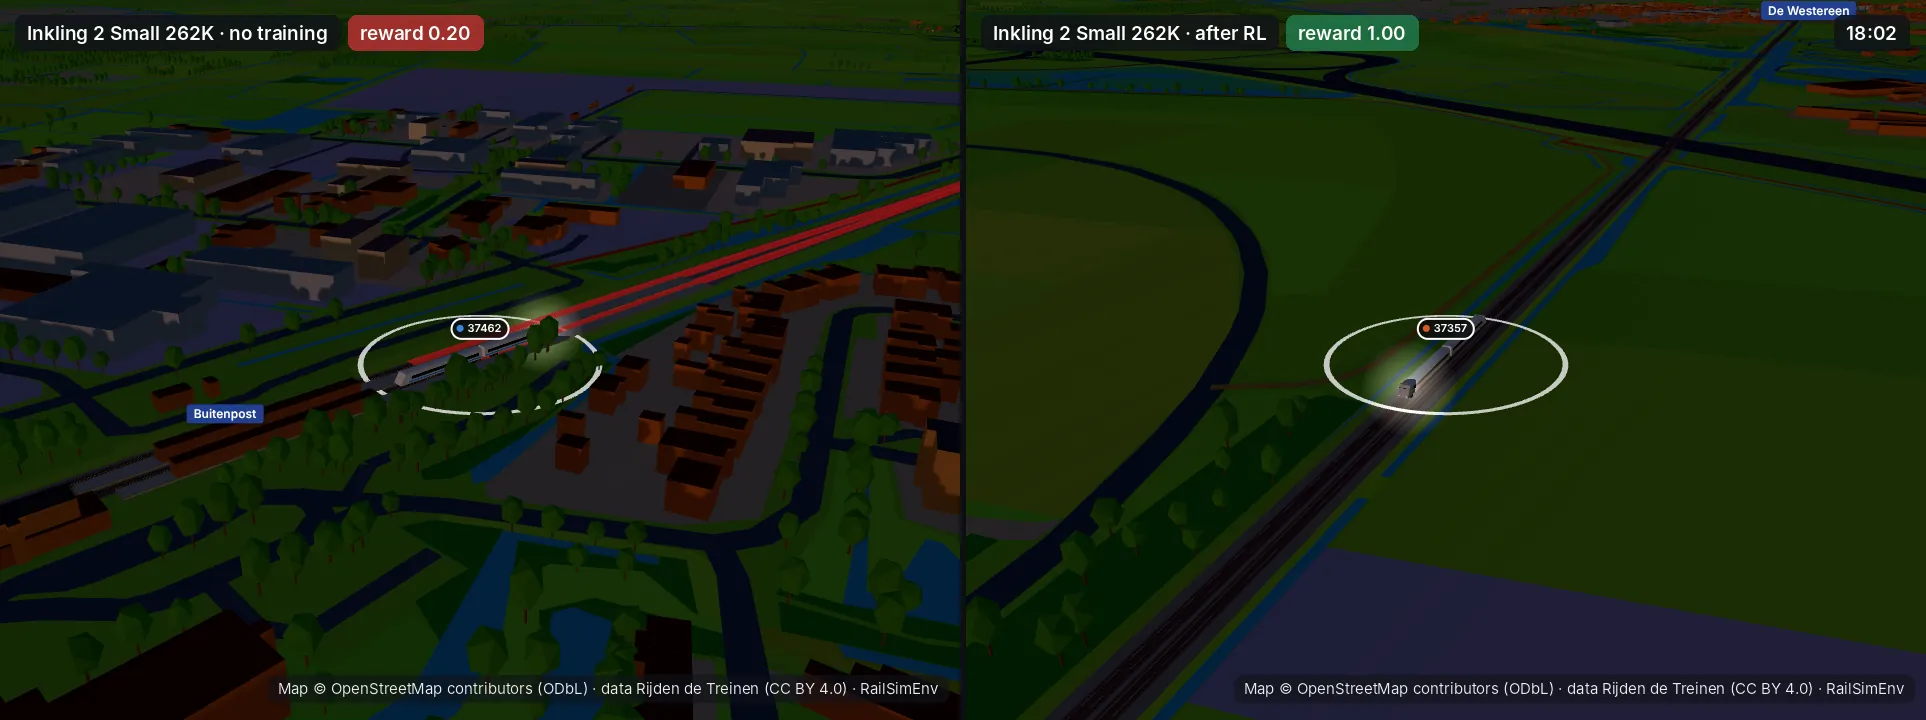 Inkling 2 Small 262K · no training
reward 0.20
37462
Buitenpost
Map © OpenStreetMap contributors (ODbL) · data Rijden de Treinen (CC BY 4.0) · RailSimEnv
De Westereen
Inkling 2 Small 262K · after RL
reward 1.00
18:02
37357
Map © OpenStreetMap contributors (ODbL) · data Rijden de Treinen (CC BY 4.0) · RailSimEnv